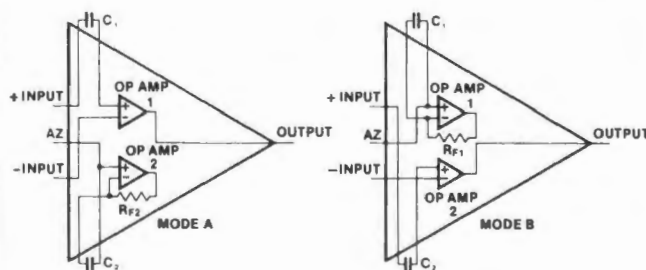 C₁
OP AMP
1
+INPUT
AZ
−INPUT
OP AMP
2
RF2
OUTPUT
MODE A
C₂
C₁
OP AMP
1
+INPUT
AZ
−INPUT
RF1
OP AMP
2
OUTPUT
MODE B
C₂